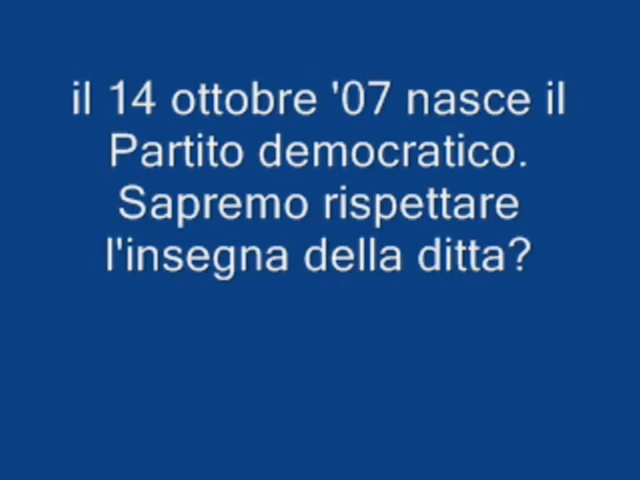 il 14 ottobre '07 nasce il
Partito democratico.
Sapremo rispettare
l'insegna della ditta?